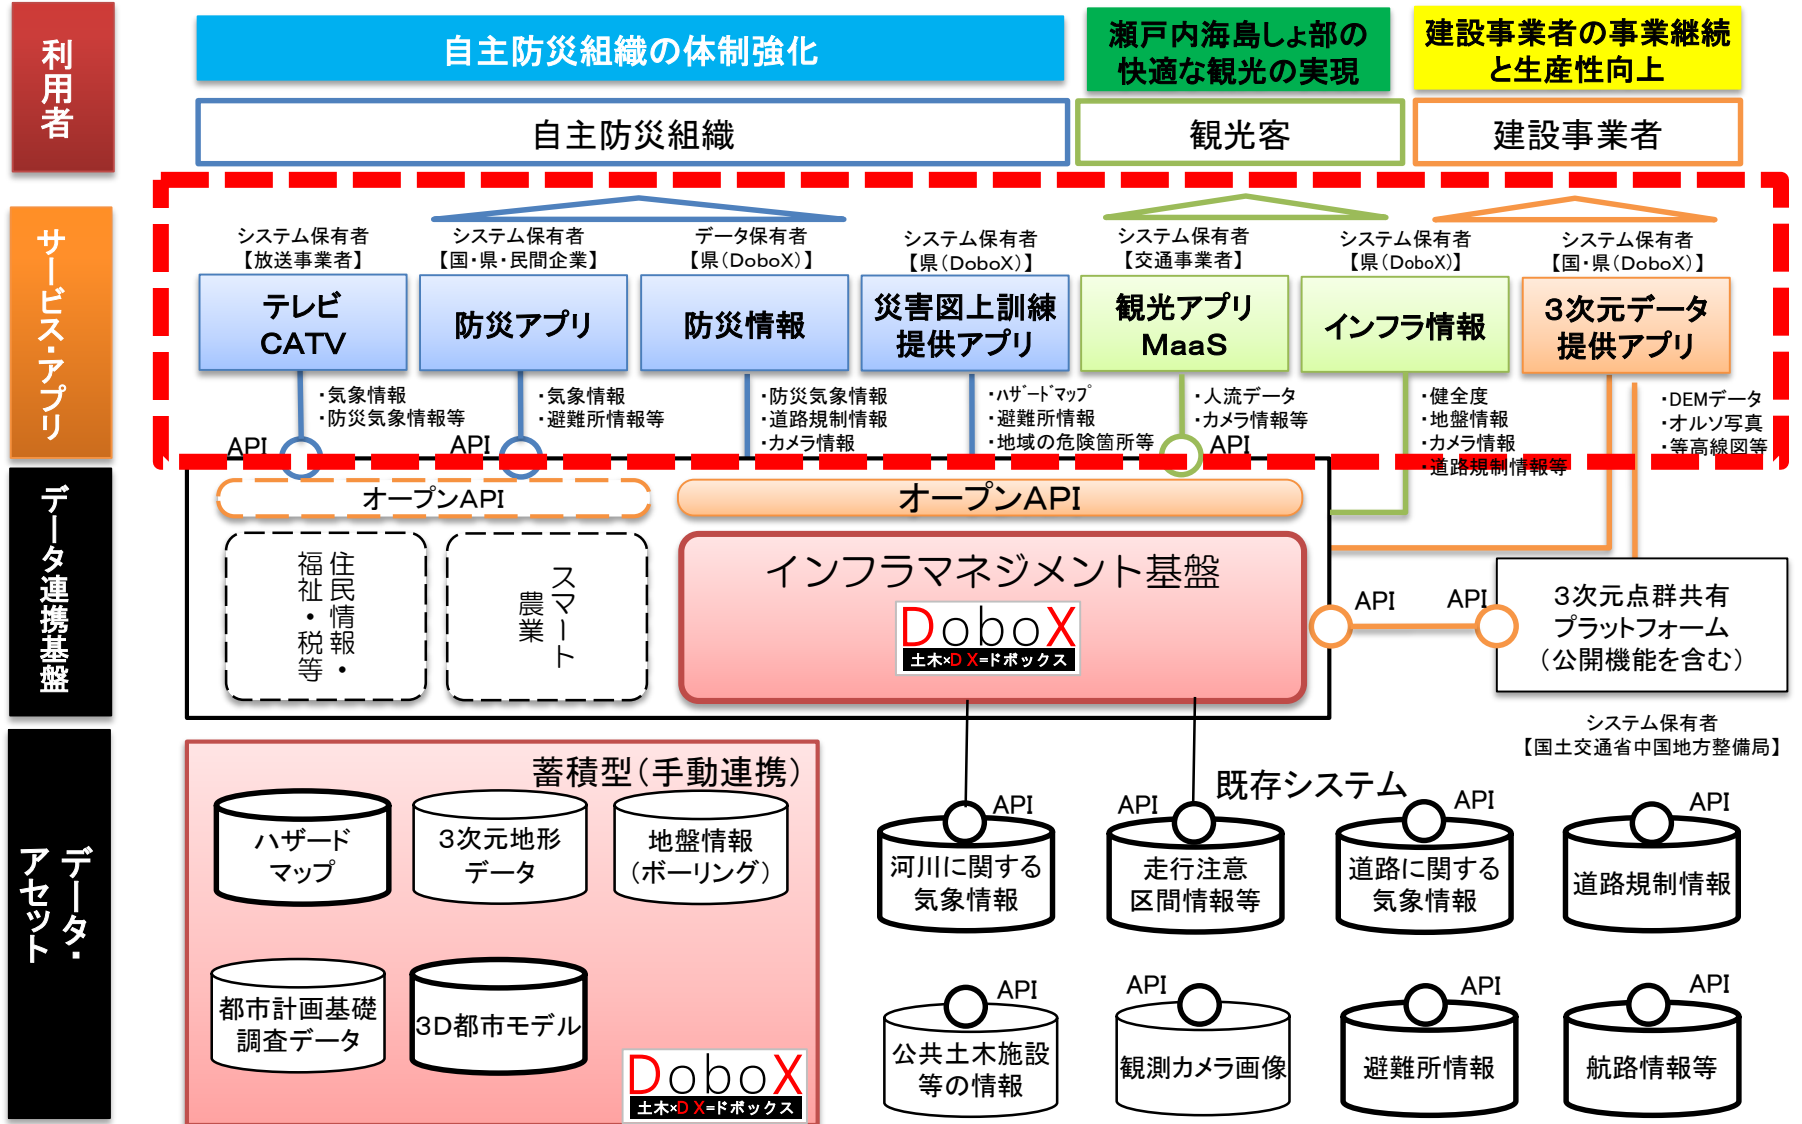 利用者
自主防災組織の体制強化
瀬戸内海島しょ部の
快適な観光の実現
建設事業者の事業継続
と生産性向上
自主防災組織
観光客
建設事業者
サービス・アプリ
システム保有者
【放送事業者】
テレビ
CATV
・気象情報
・防災気象情報等
API
システム保有者
【国・県・民間企業】
防災アプリ
・気象情報
・避難所情報等
API
データ保有者
【県(DoboX)】
防災情報
・防災気象情報
・道路規制情報
・カメラ情報
システム保有者
【県(DoboX)】
災害図上訓練
提供アプリ
・ハザードマップ
・避難所情報
・地域の危険箇所等
システム保有者
【交通事業者】
観光アプリ
MaaS
・人流データ
・カメラ情報等
API
システム保有者
【県(DoboX)】
インフラ情報
・健全度
・地盤情報
・カメラ情報
・道路規制情報等
システム保有者
【国・県(DoboX)】
3次元データ
提供アプリ
・DEMデータ
・オルソ写真
・等高線図等
データ連携基盤
オープンAPI
オープンAPI
住民情報・
福祉・税等
スマート
農業
インフラマネジメント基盤
DoboX
土木×DX=ドボックス
API
API
3次元点群共有
プラットフォーム
(公開機能を含む)
システム保有者
【国土交通省中国地方整備局】
データ・
アセット
蓄積型(手動連携)
ハザード
マップ
3次元地形
データ
地盤情報
(ボーリング)
都市計画基礎
調査データ
3D都市モデル
DoboX
土木×DX=ドボックス
既存システム
API
河川に関する
気象情報
API
走行注意
区間情報等
API
道路に関する
気象情報
API
道路規制情報
API
公共土木施設
等の情報
API
観測カメラ画像
API
避難所情報
API
航路情報等